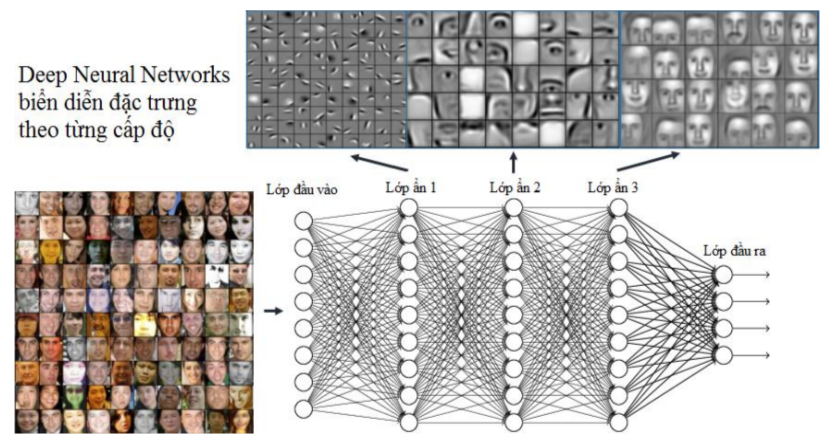 Deep Neural Networks
biển diễn đặc trưng
theo từng cấp độ
Lớp đầu vào
Lớp ẩn 1
Lớp ẩn 2
Lớp ẩn 3
Lớp đầu ra